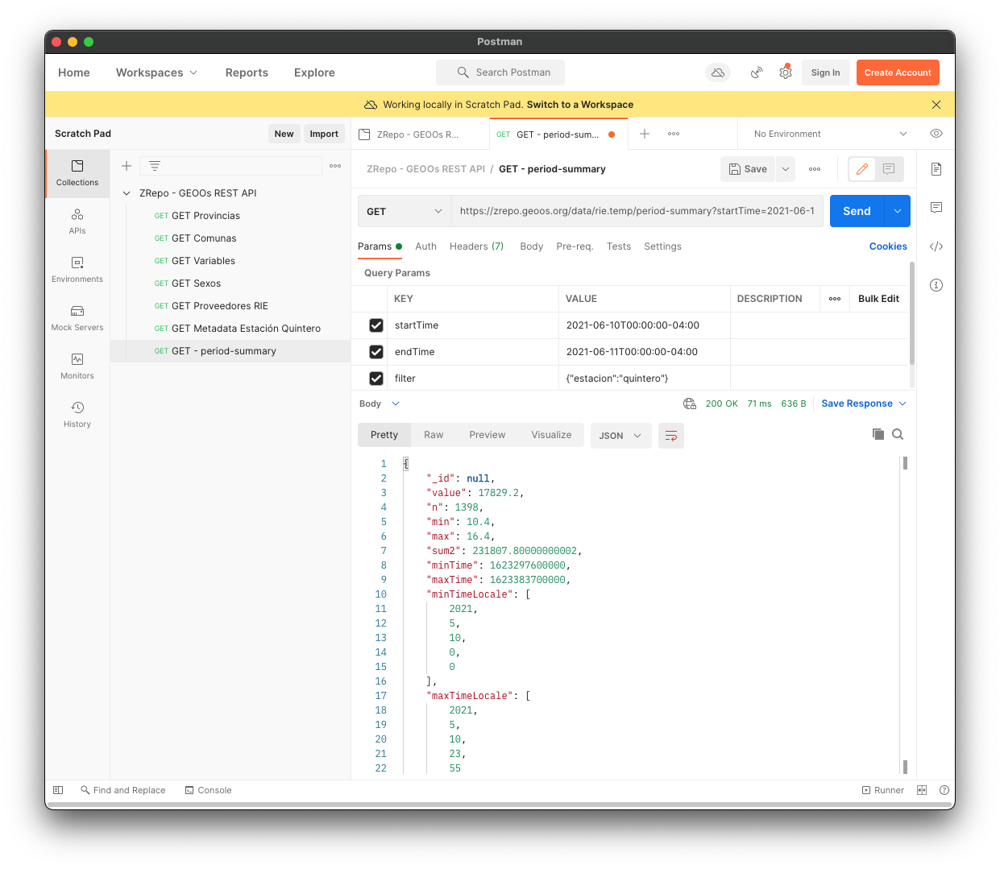 Postman
Home
Workspaces
Reports
Explore
Search Postman
Sign In
Create Account
Working locally in Scratch Pad. Switch to a Workspace
Scratch Pad
New
Import
ZRepo - GEOOs R...
GET GET - period-sum...
No Environment
Collections
APIs
Environments
Mock Servers
Monitors
History
ZRepo - GEOOs REST API
GET GET Provincias
GET GET Comunas
GET GET Variables
GET GET Sexos
GET GET Proveedores RIE
GET GET Metadata Estación Quintero
GET GET - period-summary
ZRepo - GEOOs REST API / GET - period-summary
Save
GET
https://zrepo.geoos.org/data/rie.temp/period-summary?startTime=2021-06-1
Send
Params
Auth
Headers (7)
Body
Pre-req.
Tests
Settings
Cookies
Query Params
KEY VALUE DESCRIPTION Bulk Edit
startTime 2021-06-10T00:00:00-04:00
endTime 2021-06-11T00:00:00-04:00
filter {"estacion":"quintero"}
Body
200 OK 71 ms 636 B
Save Response
Pretty Raw Preview Visualize JSON
1 {
2 "_id": null,
3 "value": 17829.2,
4 "n": 1398,
5 "min": 10.4,
6 "max": 16.4,
7 "sum2": 231807.80000000002,
8 "minTime": 1623297600000,
9 "maxTime": 1623383700000,
10 "minTimeLocale": [
11 2021,
12 5,
13 10,
14 0,
15 0
16 ],
17 "maxTimeLocale": [
18 2021,
19 5,
20 10,
21 23,
22 55
Find and Replace
Console
Runner